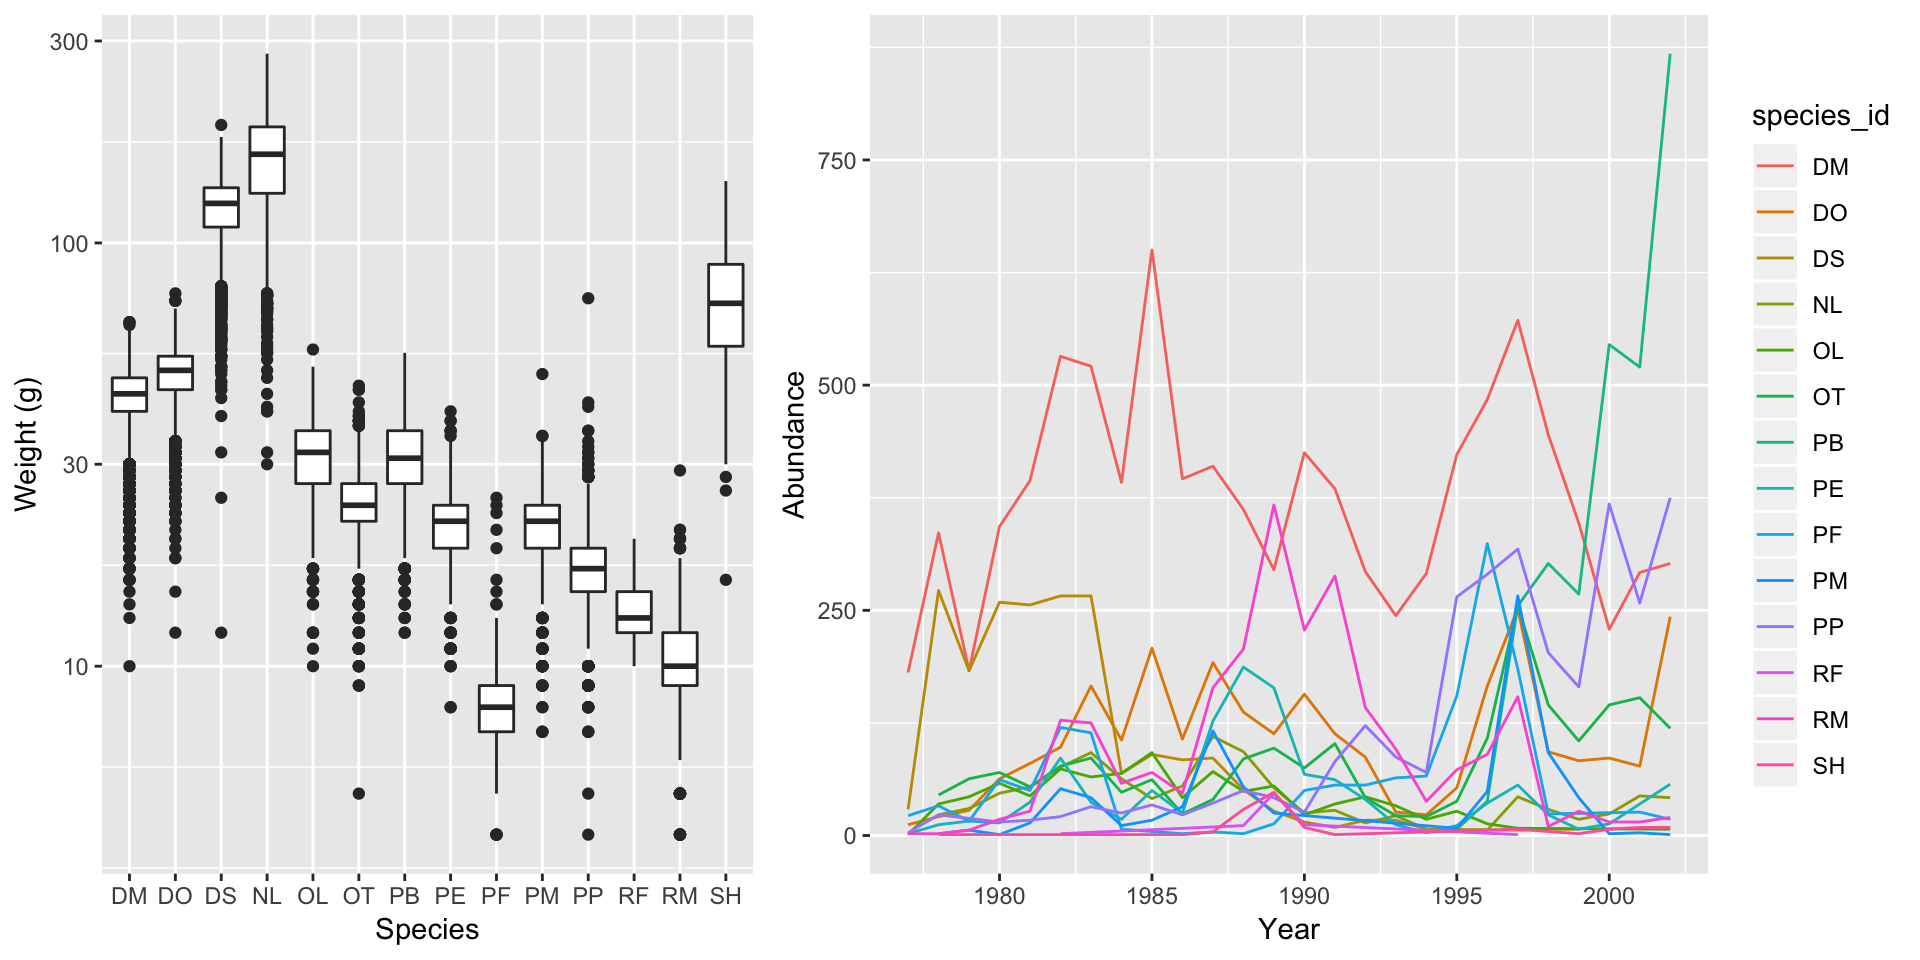 Weight (g)
300
100
30
10
DM DO DS NL OL OT PB PE PF PM PP RF RM SH
Species
Abundance
750
500
250
0
1980 1985 1990 1995 2000
Year
species_id
DM
DO
DS
NL
OL
OT
PB
PE
PF
PM
PP
RF
RM
SH